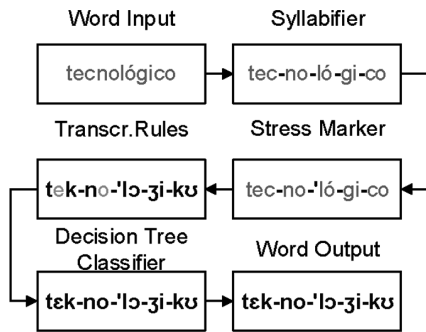 Word Input
Syllabifier
tecnológico
tec-no-ló-gi-co
Transcr.Rules
Stress Marker
tek-no-'lɔ-ʒi-kʊ
tec-no-'ló-gi-co
Decision Tree
Classifier
Word Output
tɛk-no-'lɔ-ʒi-kʊ
tɛk-no-'lɔ-ʒi-kʊ